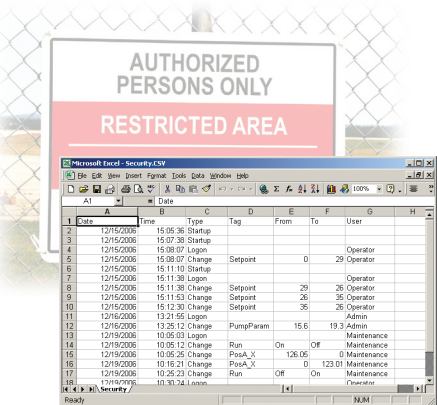 AUTHORIZED
PERSONS ONLY
RESTRICTED AREA
Microsoft Excel - Security.CSV
File Edit View Insert Format Tools Data Window Help
100%
A1 = Date
A B C D E F G H
1 Date Time Type Tag From To User
2 12/15/2006 15:05:36 Startup
3 12/15/2006 15:07:38 Startup
4 12/15/2006 15:08:07 Logon Operator
5 12/15/2006 15:08:07 Change Setpoint 0 29 Operator
6 12/15/2006 15:11:10 Startup
7 12/15/2006 15:11:38 Logon Operator
8 12/15/2006 15:11:38 Change Setpoint 29 26 Operator
9 12/15/2006 15:11:53 Change Setpoint 26 35 Operator
10 12/15/2006 15:12:30 Change Setpoint 35 26 Operator
11 12/16/2006 13:21:55 Logon Admin
12 12/16/2006 13:25:12 Change PumpParam 15.6 19.3 Admin
13 12/19/2006 10:05:03 Logon Maintenance
14 12/19/2006 10:05:12 Change Run On Off Maintenance
15 12/19/2006 10:05:25 Change PosA_X 126.05 0 Maintenance
16 12/19/2006 10:16:21 Change PosA_X 0 123.01 Maintenance
17 12/19/2006 10:25:23 Change Run Off On Maintenance
18 12/19/2006 10:30:24 Logon Operator
Security
Ready NUM